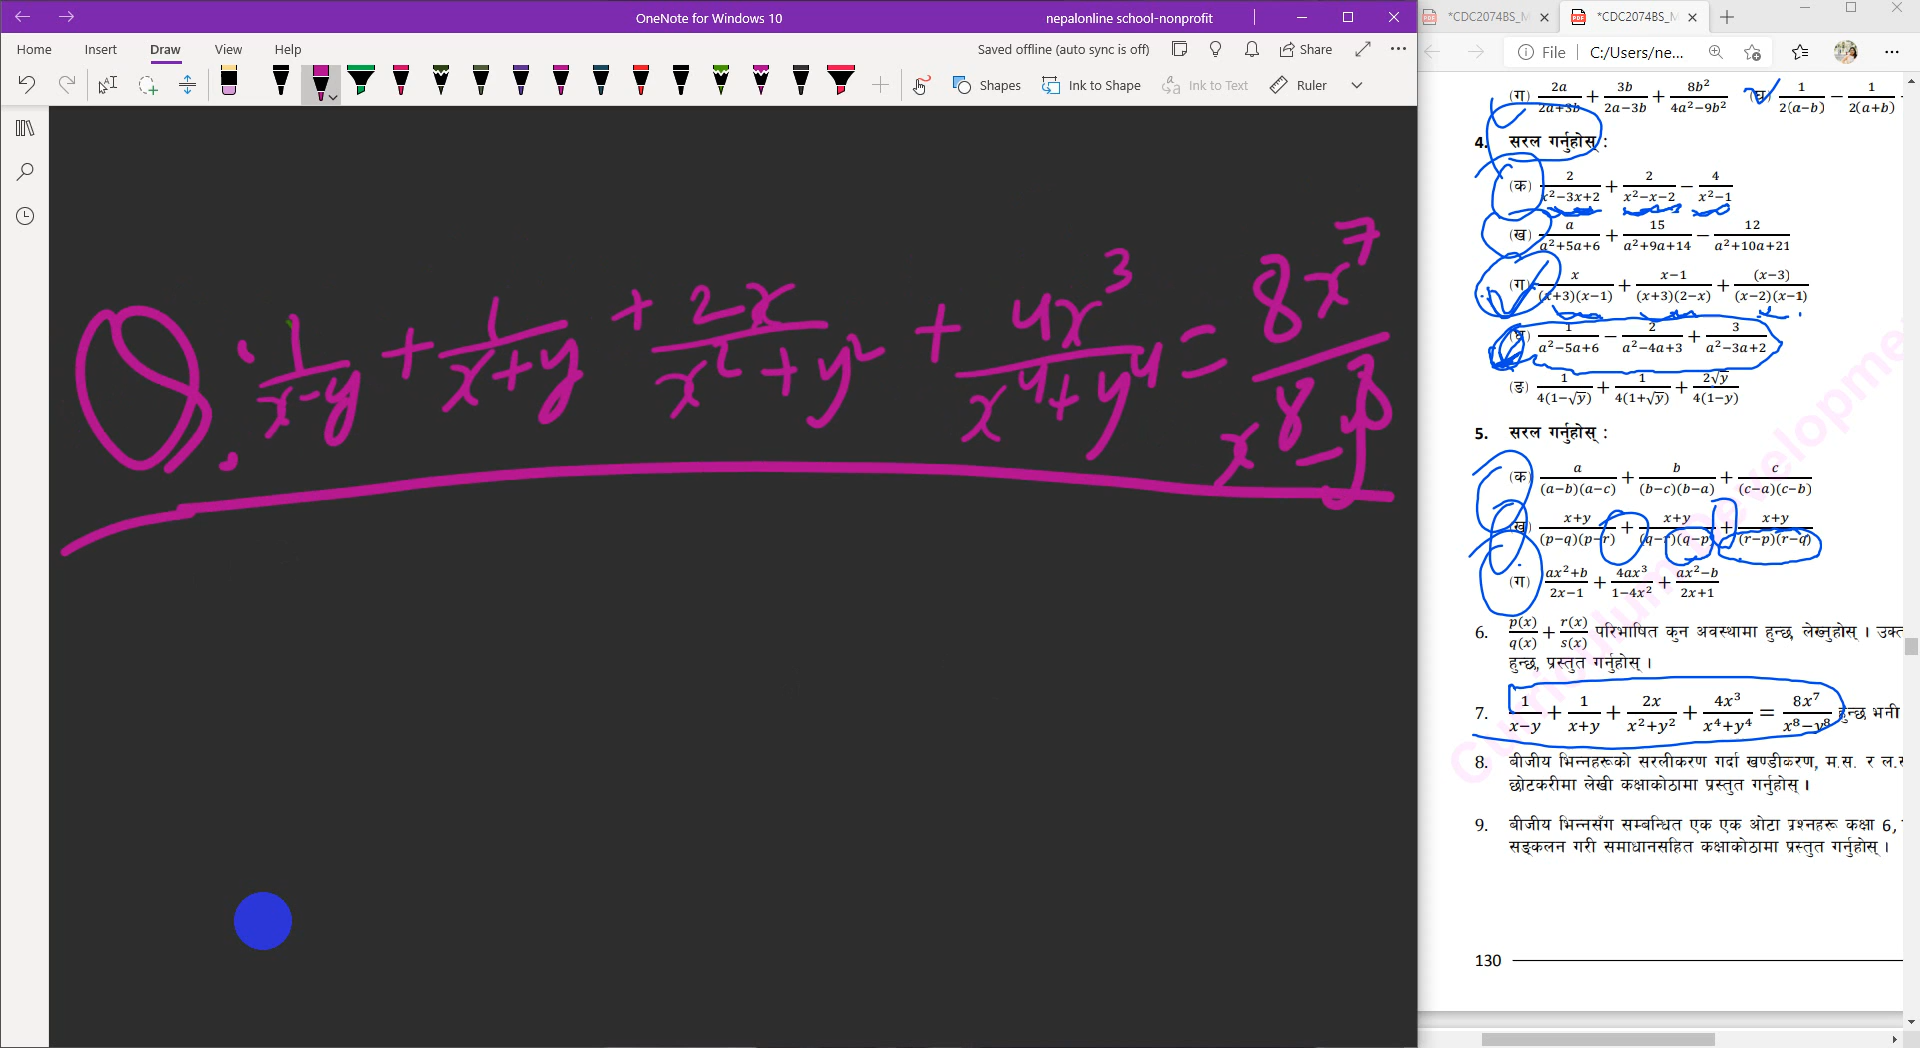 OneNote for Windows 10
nepalonline school-nonprofit
Home Insert Draw View Help
Saved offline (auto sync is off) Share
Shapes Ink to Shape Ink to Text Ruler
Q. 1/(x-y) + 1/(x+y) + 2x/(x²+y²) + 4x³/(x⁴+y⁴) = 8x⁷/(x⁸-y⁸)
*CDC2074BS_M
*CDC2074BS_M
File C:/Users/ne...
(ग) 2a/(2a+3b) + 3b/(2a−3b) + 8b²/(4a²−9b²) (घ) 1/(2(a−b)) − 1/(2(a+b))
4. सरल गर्नुहोस् :
(क) 2/(x²−3x+2) + 2/(x²−x−2) − 4/(x²−1)
(ख) a/(a²+5a+6) + 15/(a²+9a+14) − 12/(a²+10a+21)
(ग) x/((x+3)(x−1)) + (x−1)/((x+3)(2−x)) + (x−3)/((x−2)(x−1))
(घ) 1/(a²−5a+6) − 2/(a²−4a+3) + 3/(a²−3a+2)
(ङ) 1/(4(1−√y)) + 1/(4(1+√y)) + 2√y/(4(1−y))
5. सरल गर्नुहोस् :
(क) a/((a−b)(a−c)) + b/((b−c)(b−a)) + c/((c−a)(c−b))
(ख) (x+y)/((p−q)(p−r)) + (x+y)/((q−r)(q−p)) + (x+y)/((r−p)(r−q))
(ग) (ax²+b)/(2x−1) + 4ax³/(1−4x²) + (ax²−b)/(2x+1)
6. p(x)/q(x) + r(x)/s(x) परिभाषित कुन अवस्थामा हुन्छ, लेख्नुहोस् । उक्त
हुन्छ, प्रस्तुत गर्नुहोस् ।
7. 1/(x−y) + 1/(x+y) + 2x/(x²+y²) + 4x³/(x⁴+y⁴) = 8x⁷/(x⁸−y⁸) हुन्छ भनी
8. बीजीय भिन्नहरूको सरलीकरण गर्दा खण्डीकरण, म.स. र ल.स
छोटकरीमा लेखी कक्षाकोठामा प्रस्तुत गर्नुहोस् ।
9. बीजीय भिन्नसँग सम्बन्धित एक एक ओटा प्रश्नहरू कक्षा 6,
सङ्कलन गरी समाधानसहित कक्षाकोठामा प्रस्तुत गर्नुहोस् ।
130
Curriculum Developme